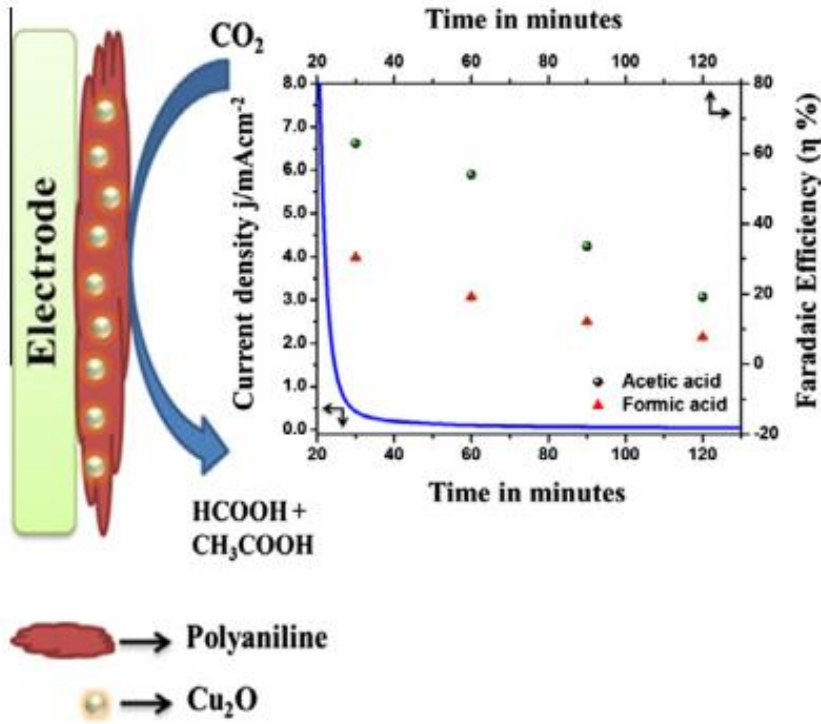 Time in minutes
20 40 60 80 100 120
CO₂
Electrode
Current density j/mAcm⁻²
8.0
7.0
6.0
5.0
4.0
3.0
2.0
1.0
0.0
80
60
40
20
0
-20
Faradaic Efficiency (η %)
Acetic acid
Formic acid
20 40 60 80 100 120
Time in minutes
HCOOH +
CH₃COOH
Polyaniline
Cu₂O